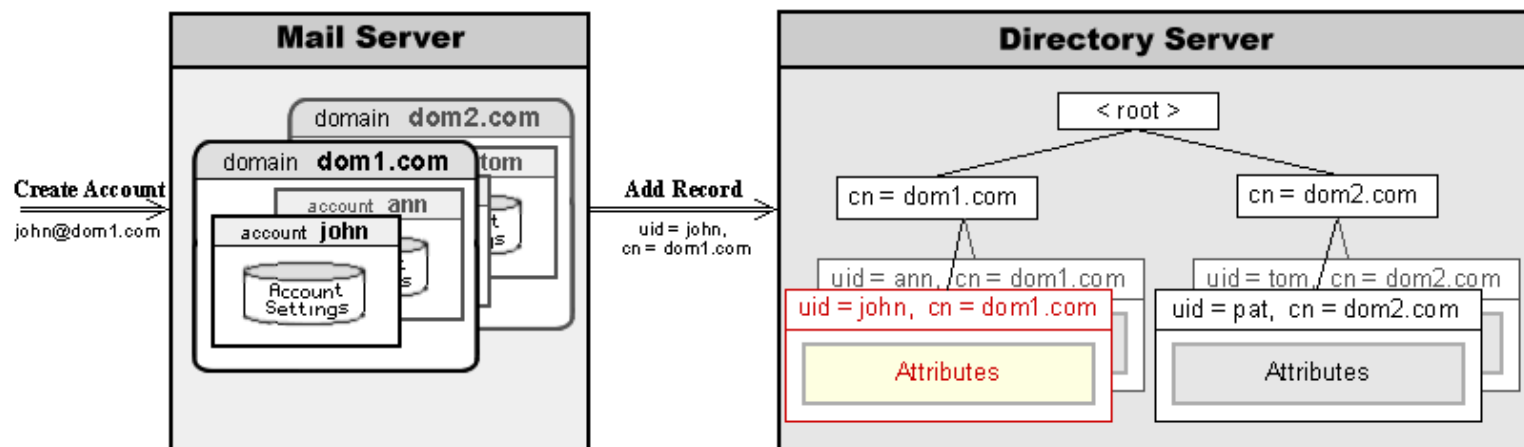 Mail Server
Directory Server
domain dom2.com
< root >
domain dom1.com
tom
Create Account
Add Record
cn = dom1.com
cn = dom2.com
account ann
john@dom1.com
account john
uid = john,
cn = dom1.com
Account
Settings
uid = ann, cn = dom1.com
uid = tom, cn = dom2.com
uid = john, cn = dom1.com
uid = pat, cn = dom2.com
Attributes
Attributes